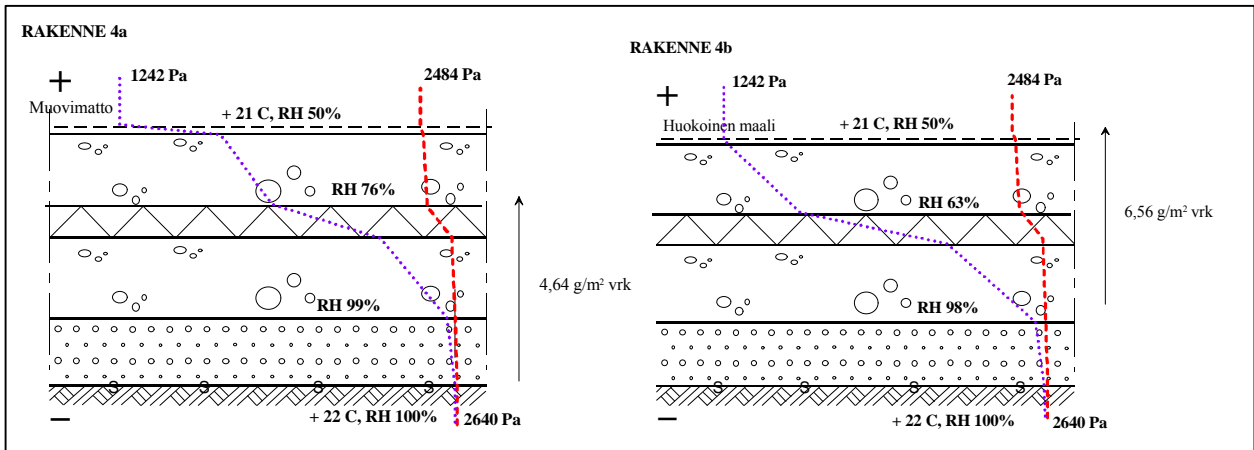 RAKENNE 4a
+
1242 Pa
2484 Pa
Muovimatto
+ 21 C, RH 50%
RH 76%
4,64 g/m² vrk
RH 99%
+ 22 C, RH 100%
–
2640 Pa
RAKENNE 4b
+
1242 Pa
2484 Pa
Huokoinen maali
+ 21 C, RH 50%
RH 63%
6,56 g/m² vrk
RH 98%
+ 22 C, RH 100%
–
2640 Pa